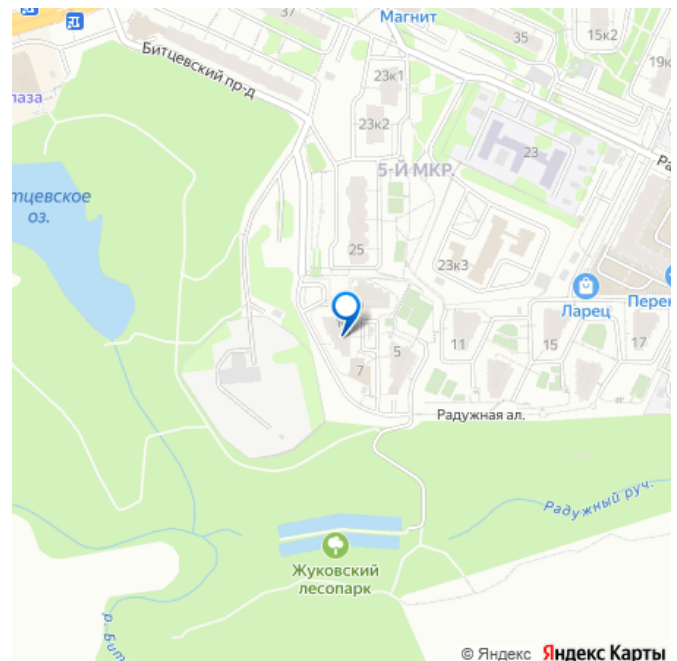 37
Магнит
35
15к2
19к
Битцевский пр-д
23к1
лаза
23к2
23
5-Й МКР.
Ра
тцевское
оз.
25
23к3
Ларец
Перек
7
5
11
15
17
Радужная ал.
Радужный руч.
Жуковский
лесопарк
р. Бит
© Яндекс Яндекс Карты